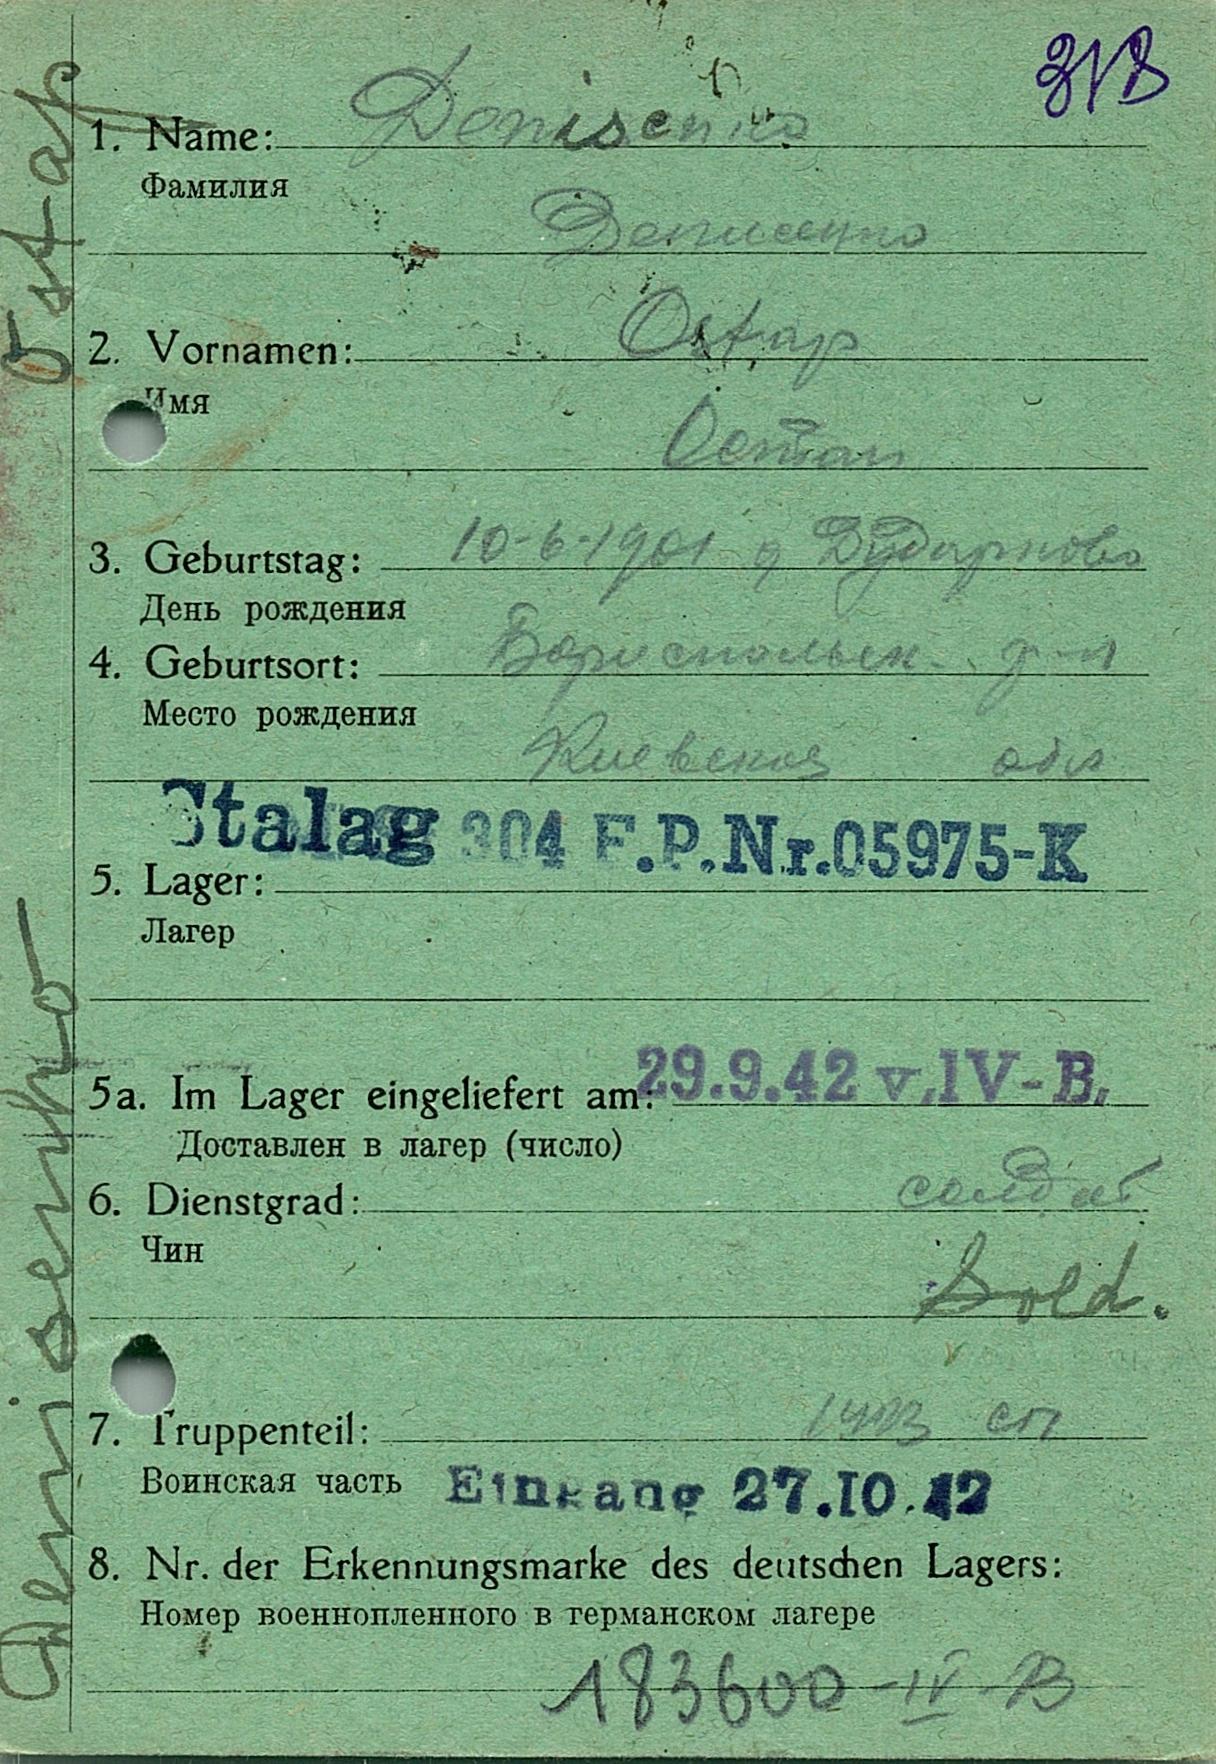 318
1. Name: Denisenko
Фамилия
Денисенко
2. Vornamen: Ostap
Имя
Остап
3. Geburtstag: 10-6-1901 д Дударково
День рождения
4. Geburtsort: Бориспольск. р-н
Место рождения
Киевская обл
Stalag 304 F.P.Nr.05975-K
5. Lager:
Лагер
5a. Im Lager eingeliefert am: 29.9.42 v. IV-B.
Доставлен в лагер (число)
6. Dienstgrad: солдат
Чин
Sold.
7. Truppenteil: сп
Воинская часть
Eingang 27.10.42
8. Nr. der Erkennungsmarke des deutschen Lagers:
Номер военнопленного в германском лагере
183600-IV-B
Denisenko Ostap